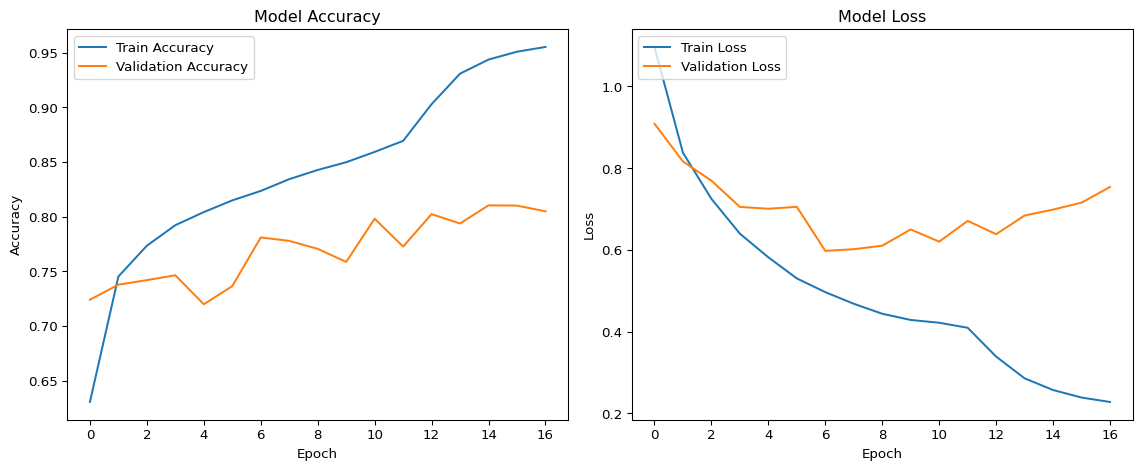 Model Accuracy
Train Accuracy
Validation Accuracy
Accuracy
0.95
0.90
0.85
0.80
0.75
0.70
0.65
0 2 4 6 8 10 12 14 16
Epoch
Model Loss
Train Loss
Validation Loss
Loss
1.0
0.8
0.6
0.4
0.2
0 2 4 6 8 10 12 14 16
Epoch